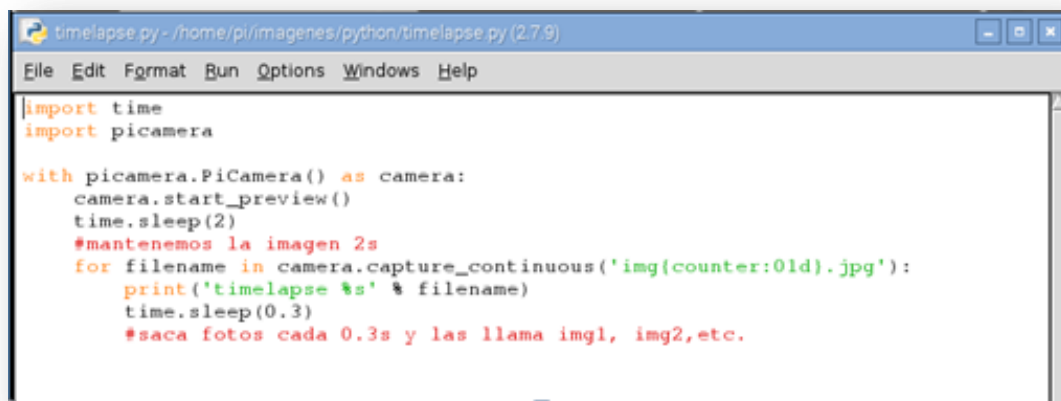 timelapse.py - /home/pi/imagenes/python/timelapse.py (2.7.9)
File Edit Format Run Options Windows Help
import time
import picamera
with picamera.PiCamera() as camera:
camera.start_preview()
time.sleep(2)
#mantenemos la imagen 2s
for filename in camera.capture_continuous('img{counter:01d}.jpg'):
print('timelapse %s' % filename)
time.sleep(0.3)
#saca fotos cada 0.3s y las llama img1, img2,etc.